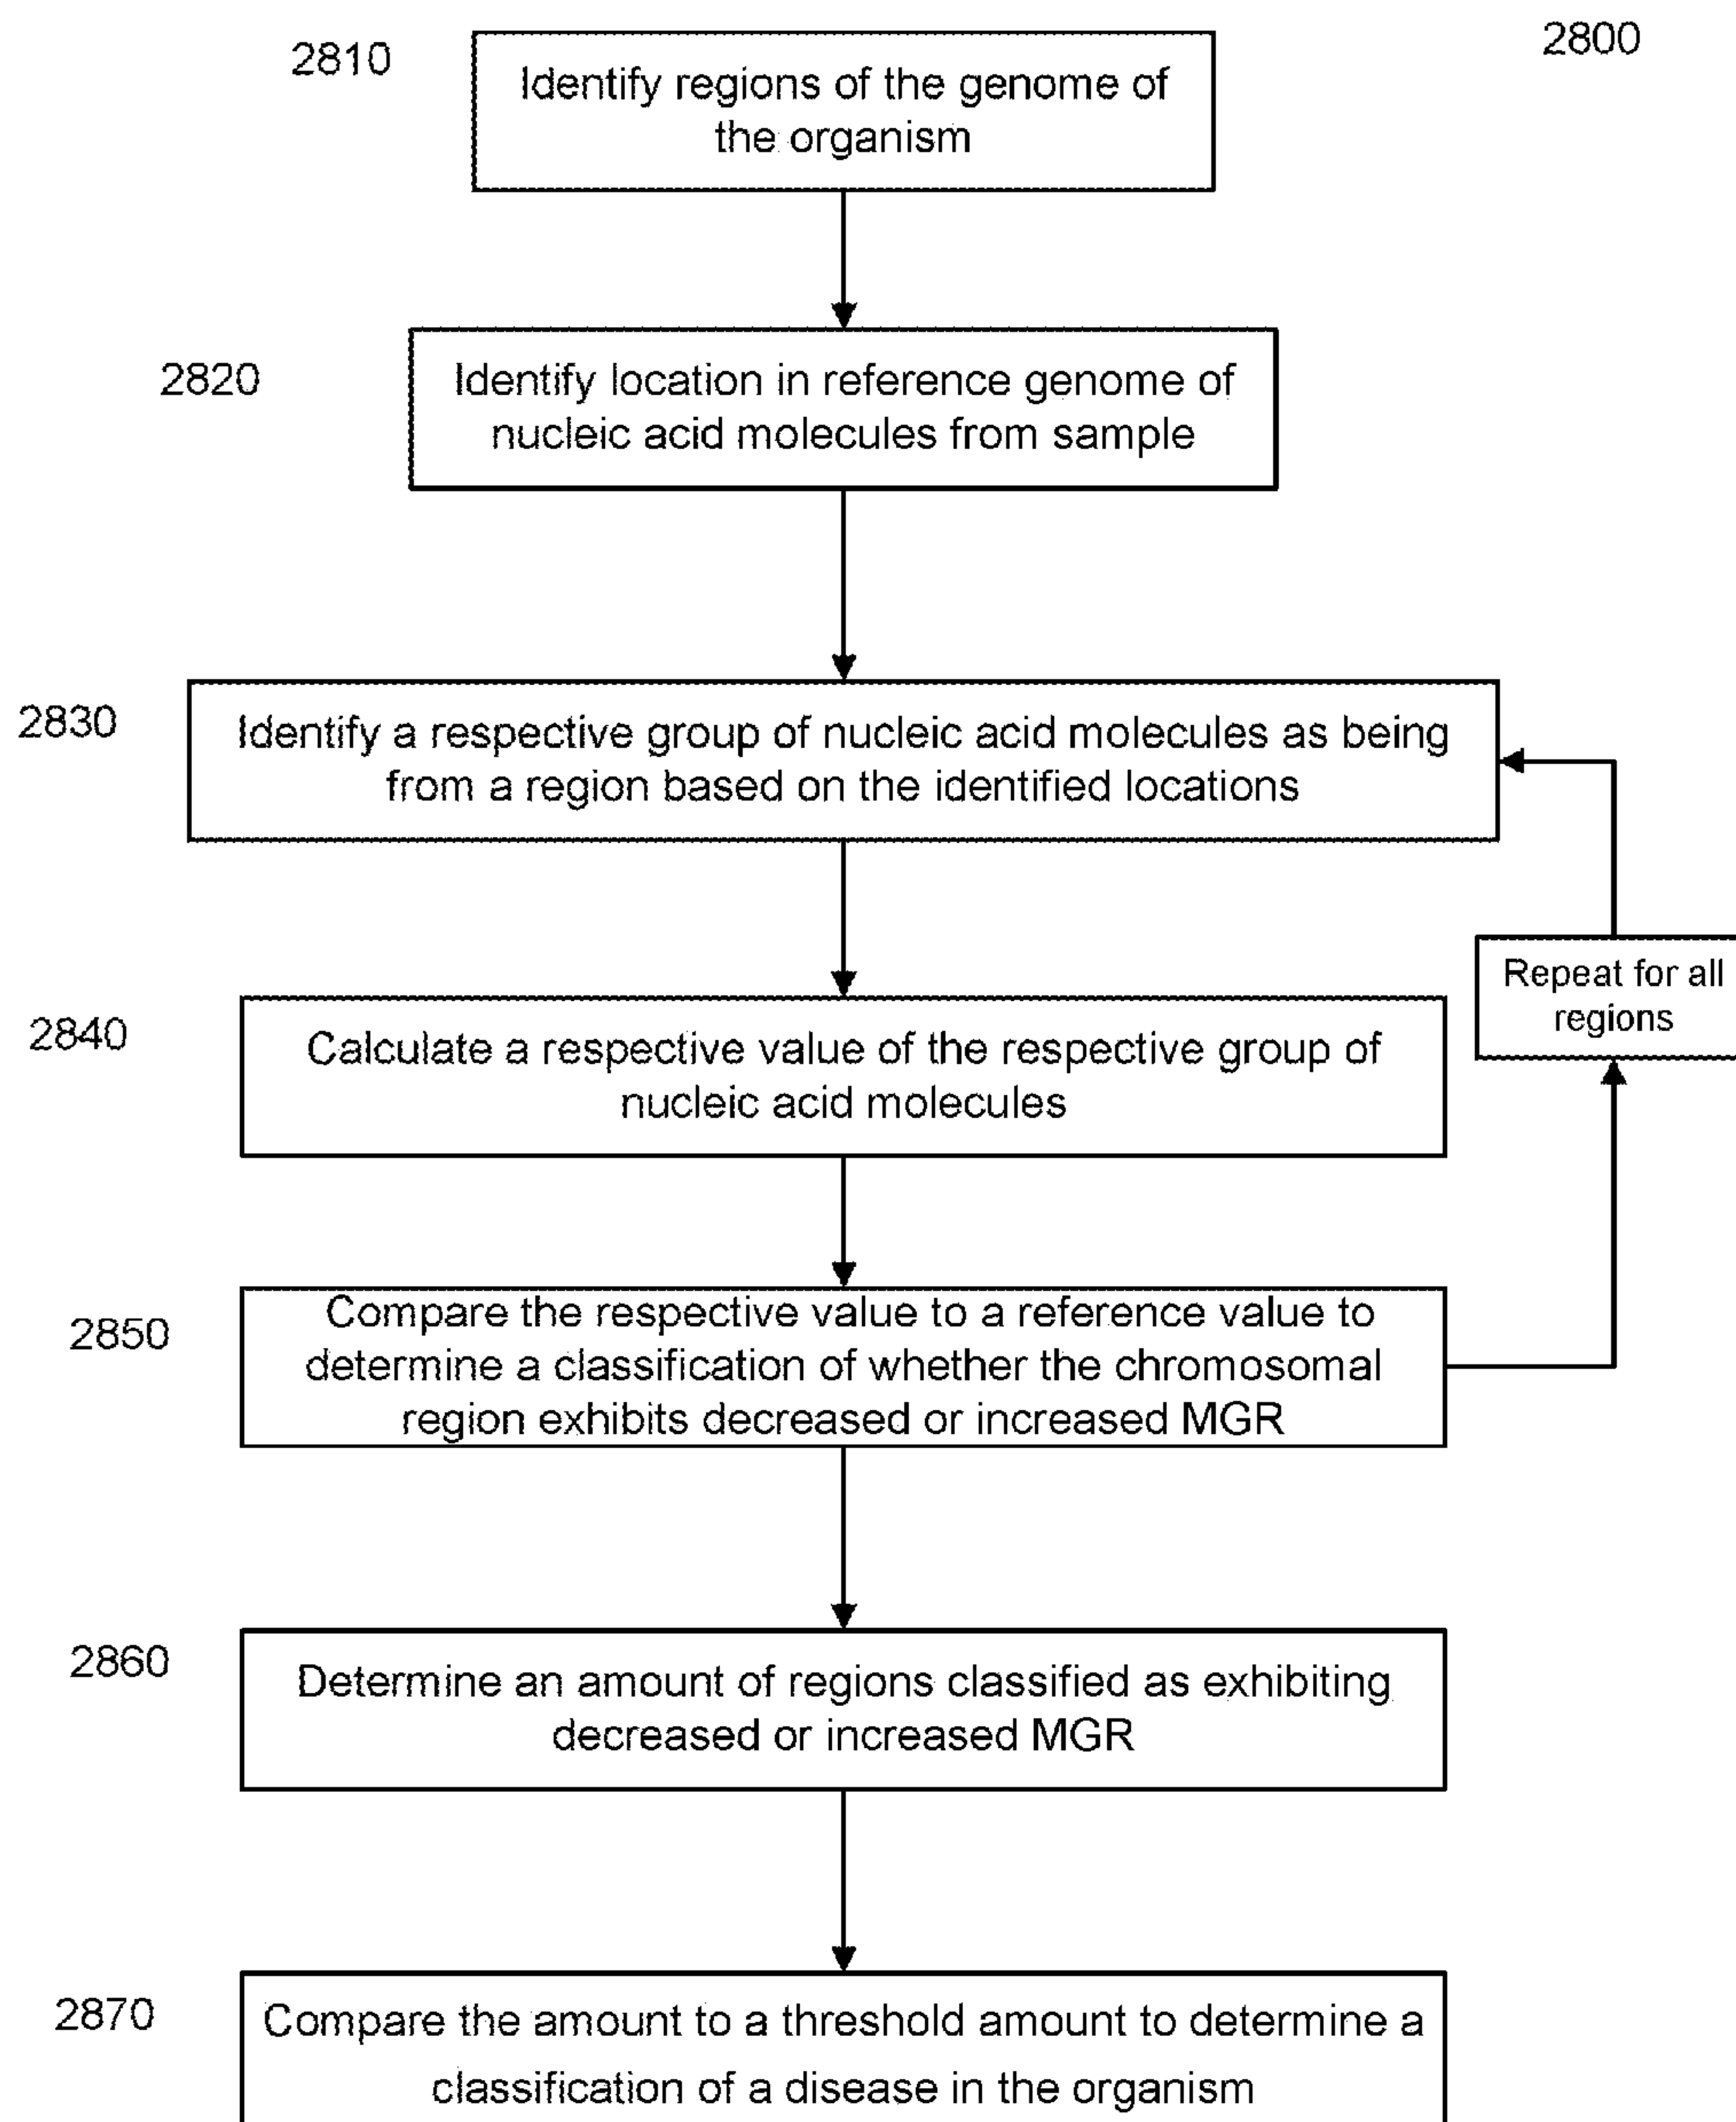 2800
2810
Identify regions of the genome of
the organism
2820
Identify location in reference genome of
nucleic acid molecules from sample
2830
Identify a respective group of nucleic acid molecules as being
from a region based on the identified locations
Repeat for all
regions
2840
Calculate a respective value of the respective group of
nucleic acid molecules
2850
Compare the respective value to a reference value to
determine a classification of whether the chromosomal
region exhibits decreased or increased MGR
2860
Determine an amount of regions classified as exhibiting
decreased or increased MGR
2870
Compare the amount to a threshold amount to determine a
classification of a disease in the organism